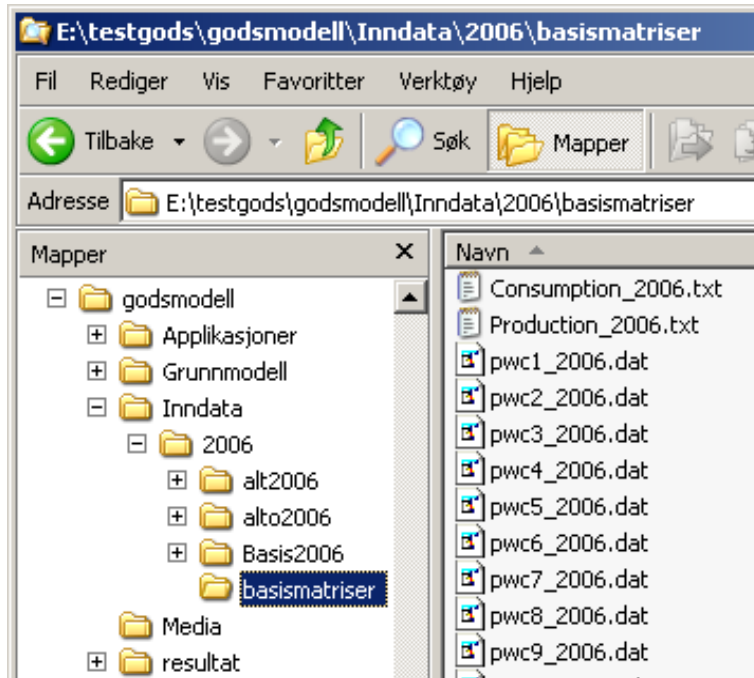 E:\testgods\godsmodell\Inndata\2006\basismatriser
Fil Rediger Vis Favoritter Verktøy Hjelp
Tilbake Søk Mapper
Adresse E:\testgods\godsmodell\Inndata\2006\basismatriser
Mapper
godsmodell
Applikasjoner
Grunnmodell
Inndata
2006
alt2006
alto2006
Basis2006
basismatriser
Media
resultat
Navn
Consumption_2006.txt
Production_2006.txt
pwc1_2006.dat
pwc2_2006.dat
pwc3_2006.dat
pwc4_2006.dat
pwc5_2006.dat
pwc6_2006.dat
pwc7_2006.dat
pwc8_2006.dat
pwc9_2006.dat